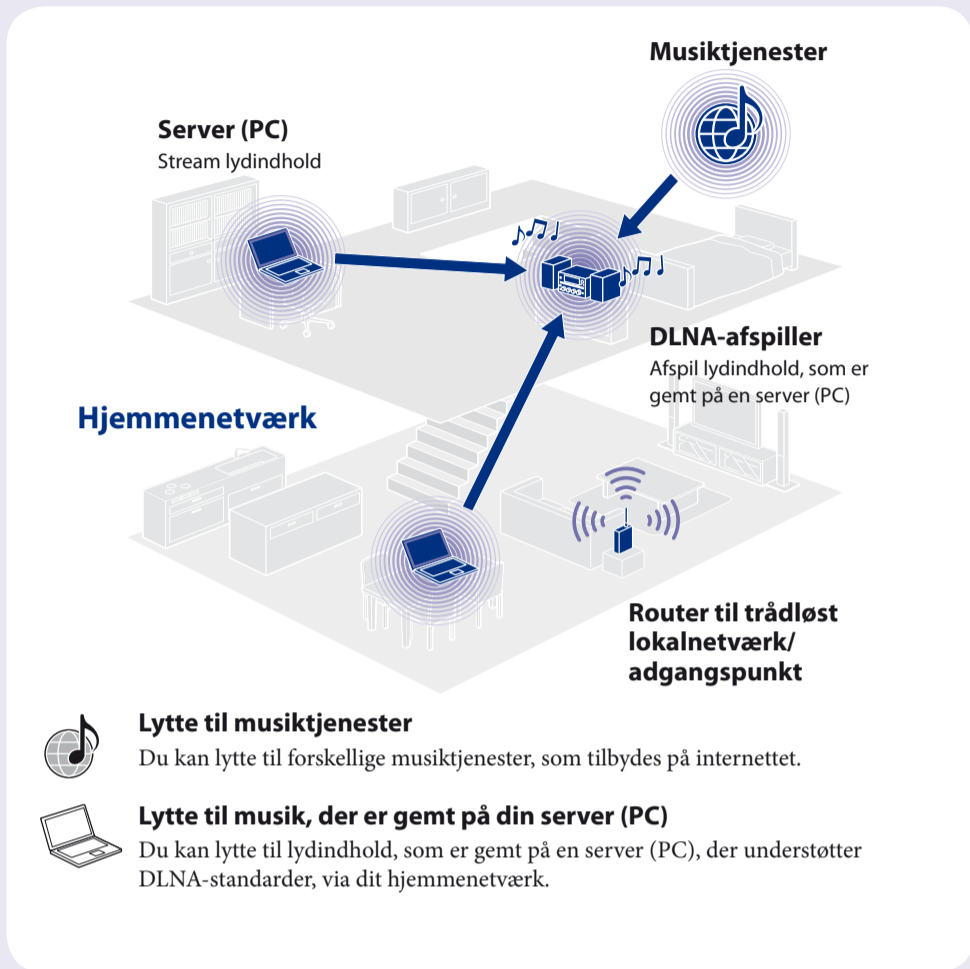 Musiktjenester
Server (PC)
Stream lydindhold
DLNA-afspiller
Afspil lydindhold, som er
gemt på en server (PC)
Hjemmenetværk
Router til trådløst
lokalnetværk/
adgangspunkt
Lytte til musiktjenester
Du kan lytte til forskellige musiktjenester, som tilbydes på internettet.
Lytte til musik, der er gemt på din server (PC)
Du kan lytte til lydindhold, som er gemt på en server (PC), der understøtter
DLNA-standarder, via dit hjemmenetværk.